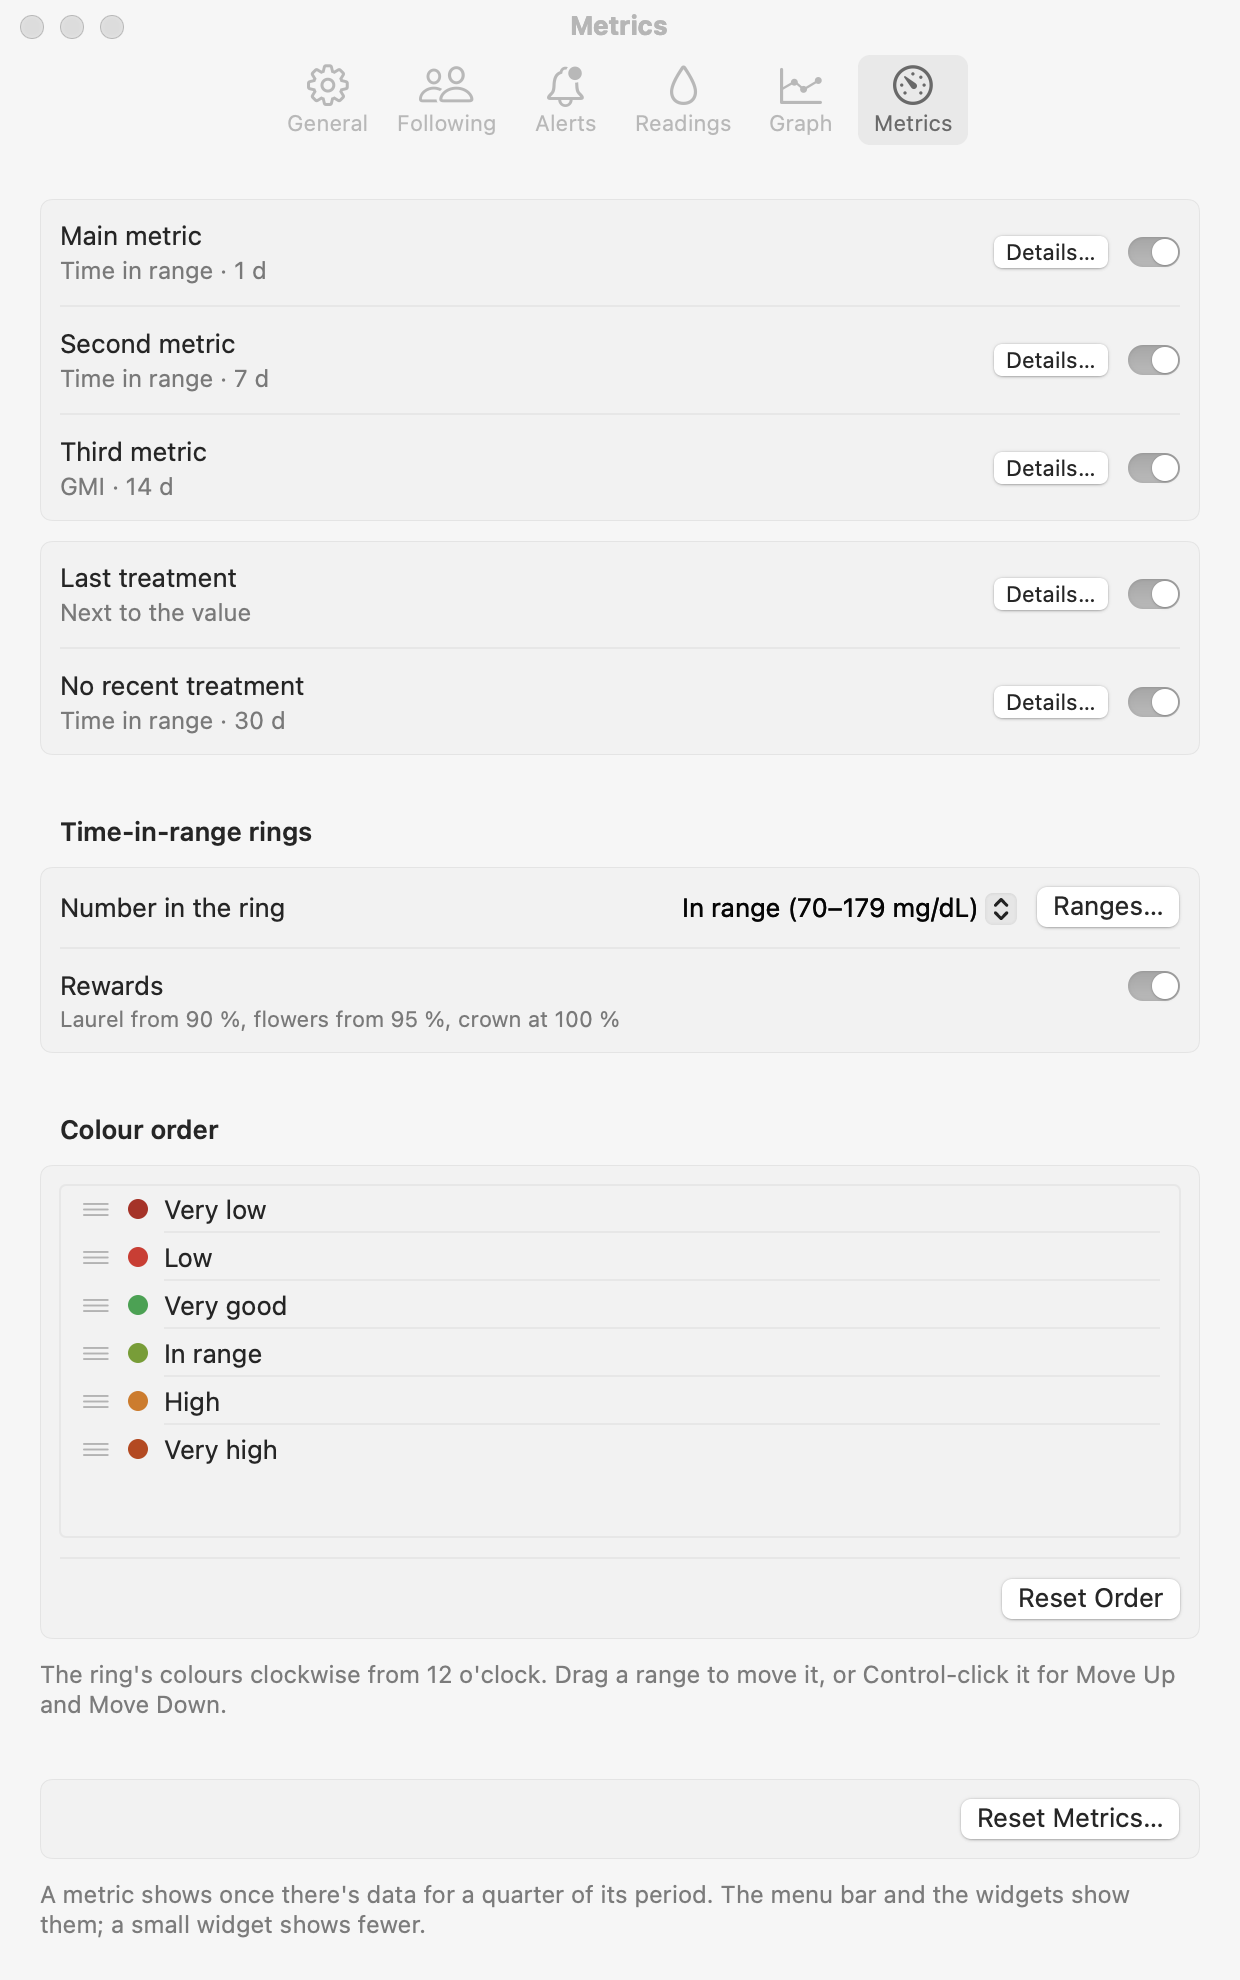 Metrics
General
Following
Alerts
Readings
Graph
Metrics
Main metric
Time in range · 1 d
Details...
Second metric
Time in range · 7 d
Details...
Third metric
GMI · 14 d
Details...
Last treatment
Next to the value
Details...
No recent treatment
Time in range · 30 d
Details...
Time-in-range rings
Number in the ring
In range (70–179 mg/dL)
Ranges...
Rewards
Laurel from 90 %, flowers from 95 %, crown at 100 %
Colour order
Very low
Low
Very good
In range
High
Very high
Reset Order
The ring's colours clockwise from 12 o'clock. Drag a range to move it, or Control-click it for Move Up
and Move Down.
Reset Metrics...
A metric shows once there's data for a quarter of its period. The menu bar and the widgets show
them; a small widget shows fewer.